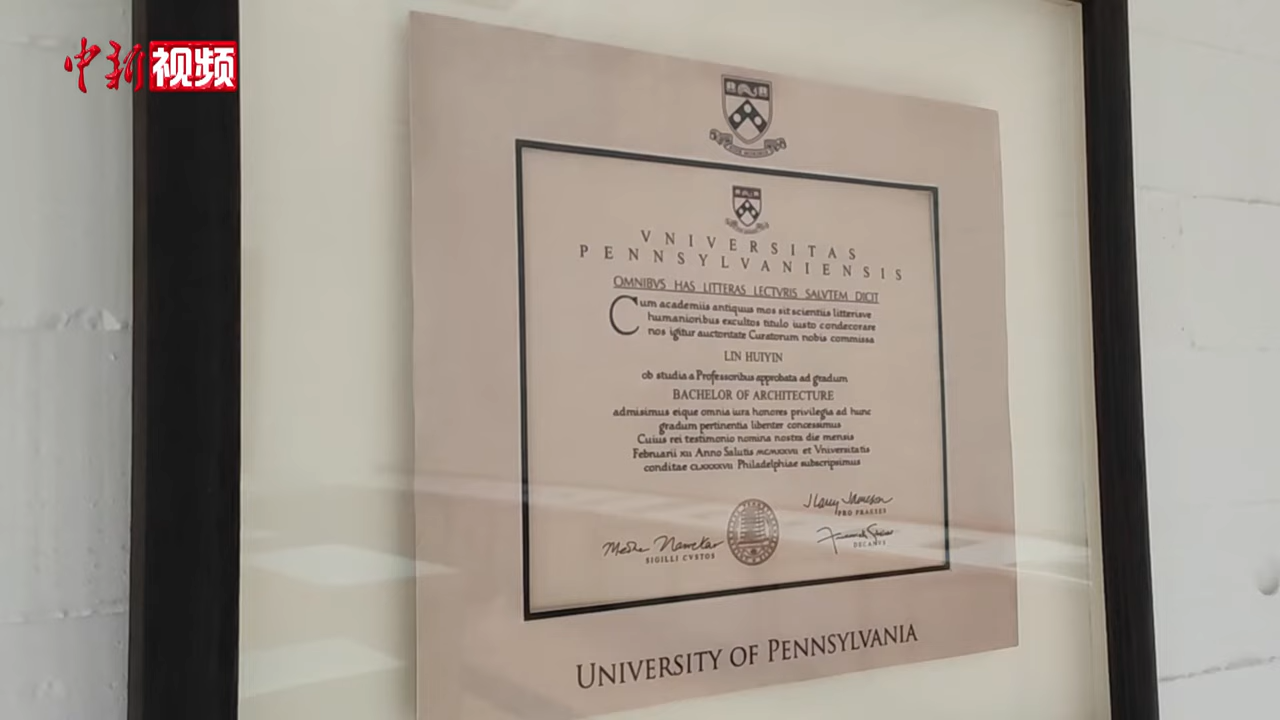 中新视频
VNIVERSITAS
PENNSYLVANIENSIS
OMNIBVS HAS LITTERAS LECTVRIS SALVTEM DICIT
Cum academiis antiquus mos sit scientiis litterisve
humanioribus excultos titulo iusto condecorare
nos igitur auctoritate Curatorum nobis commissa
LIN HUIYIN
ob studia a Professoribus approbata ad gradum
BACHELOR OF ARCHITECTURE
admisimus eique omnia iura honores privilegia ad hunc
gradum pertinentia libenter concessimus
Cuius rei testimonio nomina nostra die mensis
Februarii XII Anno Salutis et Vniversitatis
conditae Philadelphiae subscripsimus
PRO PRAESES
SIGILLI CVSTOS
DECANVS
UNIVERSITY OF PENNSYLVANIA